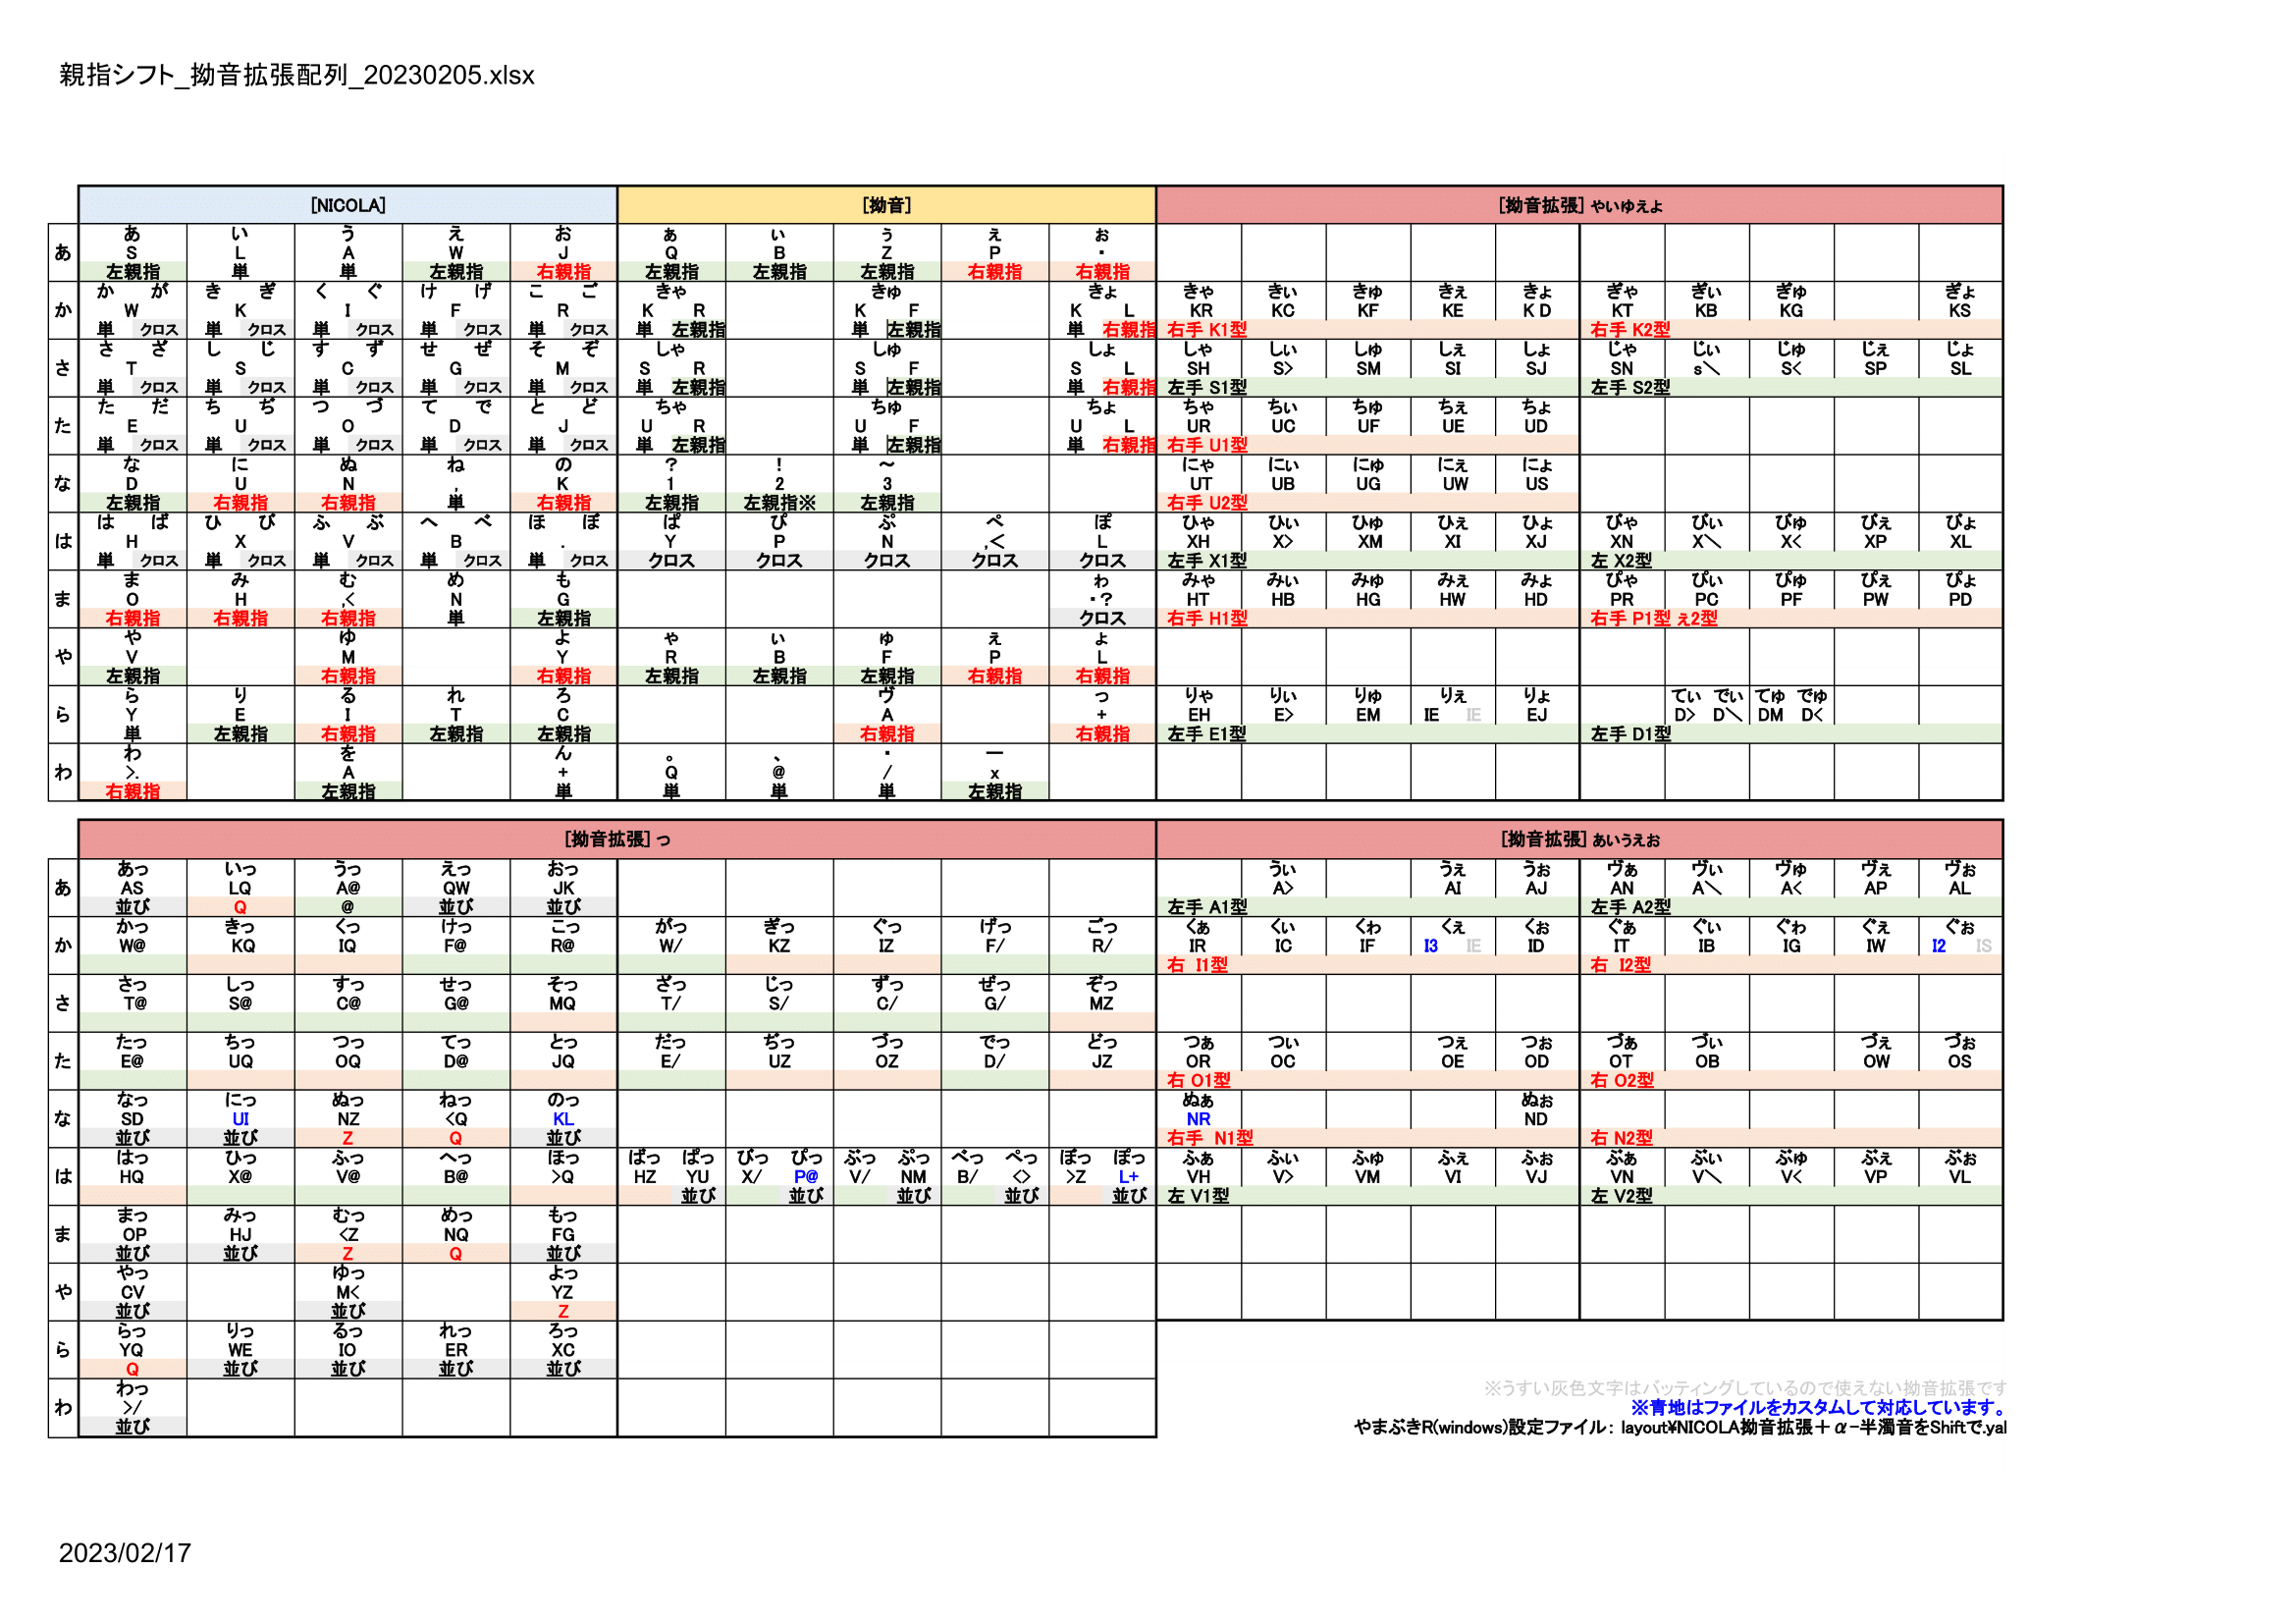 親指シフト_拗音拡張配列_20230205.xlsx
[NICOLA] [拗音] [拗音拡張] やいゆえよ
あ い う え お ぁ ぃ ぅ ぇ ぉ
あ S L A W J Q B Z P ・
左親指 単 単 左親指 右親指 左親指 左親指 左親指 右親指 右親指
か が き ぎ く ぐ け げ こ ご きゃ きゅ きょ きゃ きぃ きゅ きぇ きょ ぎゃ ぎぃ ぎゅ ぎょ
か W K I F R K R K F K L KR KC KF KE K D KT KB KG KS
単 クロス 単 クロス 単 クロス 単 クロス 単 クロス 単 左親指 単 左親指 単 右親指 右手 K1型 右手 K2型
さ ざ し じ す ず せ ぜ そ ぞ しゃ しゅ しょ しゃ しぃ しゅ しぇ しょ じゃ じぃ じゅ じぇ じょ
さ T S C G M S R S F S L SH S> SM SI SJ SN s＼ S< SP SL
単 クロス 単 クロス 単 クロス 単 クロス 単 クロス 単 左親指 単 左親指 単 右親指 左手 S1型 左手 S2型
た だ ち ぢ つ づ て で と ど ちゃ ちゅ ちょ ちゃ ちぃ ちゅ ちぇ ちょ
た E U O D J U R U F U L UR UC UF UE UD
単 クロス 単 クロス 単 クロス 単 クロス 単 クロス 単 左親指 単 左親指 単 右親指 右手 U1型
な に ぬ ね の ? ! ～ にゃ にぃ にゅ にぇ にょ
な D U N , K 1 2 3 UT UB UG UW US
左親指 右親指 右親指 単 右親指 左親指 左親指※ 左親指 右手 U2型
は ば ひ び ふ ぶ へ べ ほ ぼ ぱ ぴ ぷ ぺ ぽ ひゃ ひぃ ひゅ ひぇ ひょ びゃ びぃ びゅ びぇ びょ
は H X V B . Y P N ,< L XH X> XM XI XJ XN X＼ X< XP XL
単 クロス 単 クロス 単 クロス 単 クロス 単 クロス クロス クロス クロス クロス クロス 左手 X1型 左 X2型
ま み む め も ゎ みゃ みぃ みゅ みぇ みょ ぴゃ ぴぃ ぴゅ ぴぇ ぴょ
ま O H ,< N G ・? HT HB HG HW HD PR PC PF PW PD
右親指 右親指 右親指 単 左親指 クロス 右手 H1型 右手 P1型 え2型
や ゆ よ ゃ ぃ ゅ ぇ ょ
や V M Y R B F P L
左親指 右親指 右親指 左親指 左親指 左親指 右親指 右親指
ら り る れ ろ ヴ っ りゃ りぃ りゅ りぇ りょ てぃ でぃ てゅ でゅ
ら Y E I T C A + EH E> EM IE IE EJ D> D＼ DM D<
単 左親指 右親指 左親指 左親指 右親指 右親指 左手 E1型 左手 D1型
わ を ん 。 、 ・ ー
わ >. A + Q @ / x
右親指 左親指 単 単 単 単 左親指
[拗音拡張] っ [拗音拡張] あいうえお
あっ いっ うっ えっ おっ うぃ うぇ うぉ ヴぁ ヴぃ ヴゅ ヴぇ ヴぉ
あ AS LQ A@ QW JK A> AI AJ AN A＼ A< AP AL
並び Q @ 並び 並び 左手 A1型 左手 A2型
かっ きっ くっ けっ こっ がっ ぎっ ぐっ げっ ごっ くぁ くぃ くゎ くぇ くぉ ぐぁ ぐぃ ぐゎ ぐぇ ぐぉ
か W@ KQ IQ F@ R@ W/ KZ IZ F/ R/ IR IC IF I3 IE ID IT IB IG IW I2 IS
右 I1型 右 I2型
さっ しっ すっ せっ そっ ざっ じっ ずっ ぜっ ぞっ
さ T@ S@ C@ G@ MQ T/ S/ C/ G/ MZ
たっ ちっ つっ てっ とっ だっ ぢっ づっ でっ どっ つぁ つぃ つぇ つぉ づぁ づぃ づぇ づぉ
た E@ UQ OQ D@ JQ E/ UZ OZ D/ JZ OR OC OE OD OT OB OW OS
右 O1型 右 O2型
なっ にっ ぬっ ねっ のっ ぬぁ ぬぉ
な SD UI NZ <Q KL NR ND
並び 並び Z Q 並び 右手 N1型 右 N2型
はっ ひっ ふっ へっ ほっ ばっ ぱっ びっ ぴっ ぶっ ぷっ べっ ぺっ ぼっ ぽっ ふぁ ふぃ ふゅ ふぇ ふぉ ぶぁ ぶぃ ぶゅ ぶぇ ぶぉ
は HQ X@ V@ B@ >Q HZ YU X/ P@ V/ NM B/ <> >Z L+ VH V> VM VI VJ VN V＼ V< VP VL
並び 並び 並び 並び 並び 左 V1型 左 V2型
まっ みっ むっ めっ もっ
ま OP HJ <Z NQ FG
並び 並び Z Q 並び
やっ ゆっ よっ
や CV M< YZ
並び 並び Z
らっ りっ るっ れっ ろっ
ら YQ WE IO ER XC
Q 並び 並び 並び 並び
わっ ※うすい灰色文字はバッティングしているので使えない拗音拡張です
わ >/ ※青地はファイルをカスタムして対応しています。
並び やまぶきR(windows)設定ファイル： layout¥NICOLA拗音拡張＋α-半濁音をShiftで.yal
2023/02/17